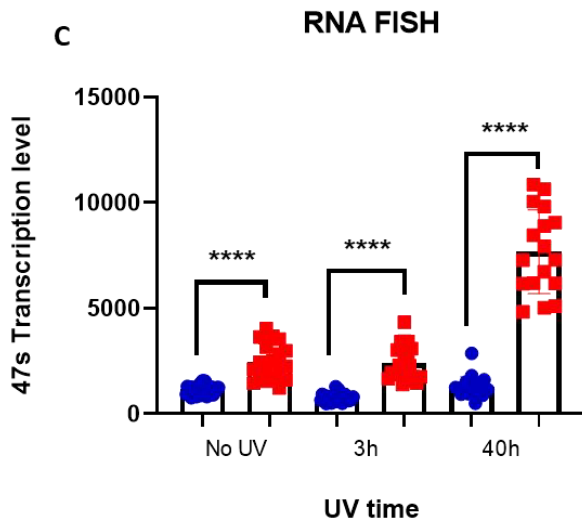 C
RNA FISH
47s Transcription level
15000
10000
5000
0
****
****
****
No UV
3h
40h
UV time